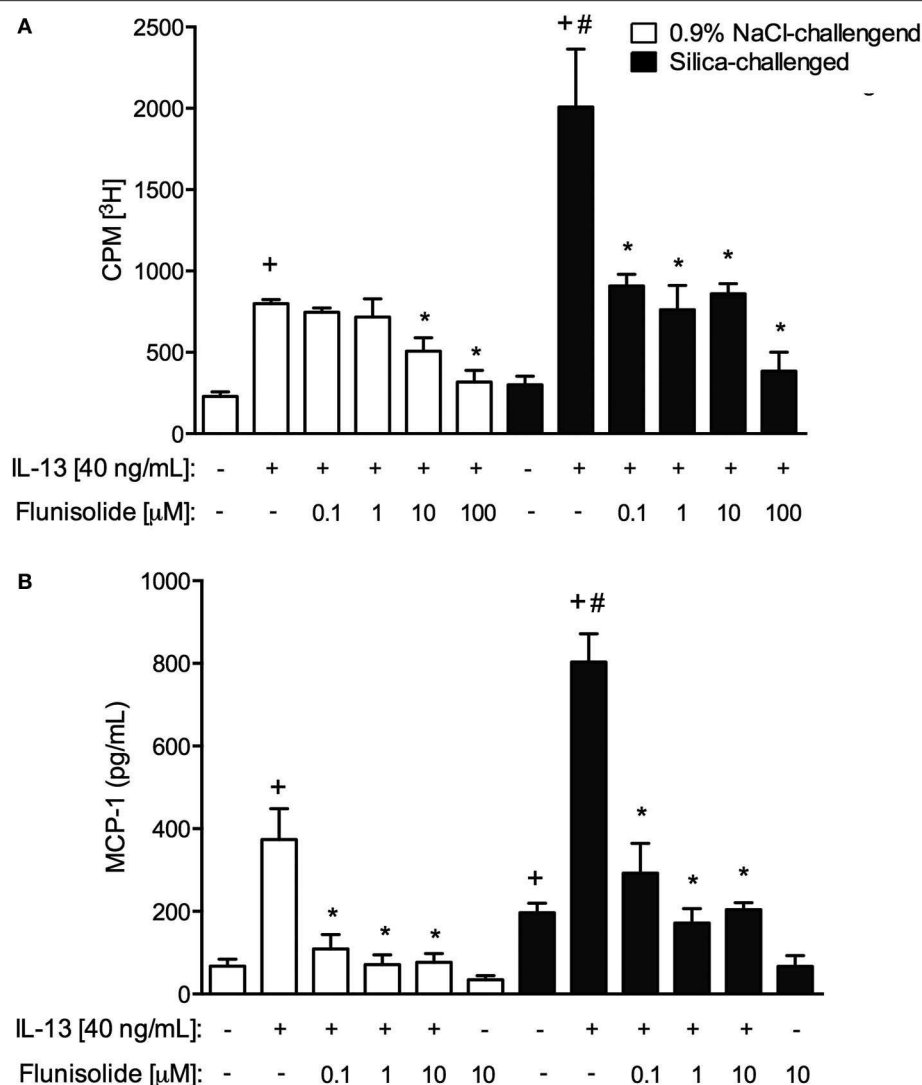 A
2500
2000
1500
1000
500
0
CPM [³H]
+ + # * * * * * *
0.9% NaCl-challengend
Silica-challenged
IL-13 [40 ng/mL]: - + + + + + - + + + + +
Flunisolide [µM]: - - 0.1 1 10 100 - - 0.1 1 10 100
B
1000
800
600
400
200
0
MCP-1 (pg/mL)
+ * * * + + # * * *
IL-13 [40 ng/mL]: - + + + + - - + + + + -
Flunisolide [µM]: - - 0.1 1 10 10 - - 0.1 1 10 10